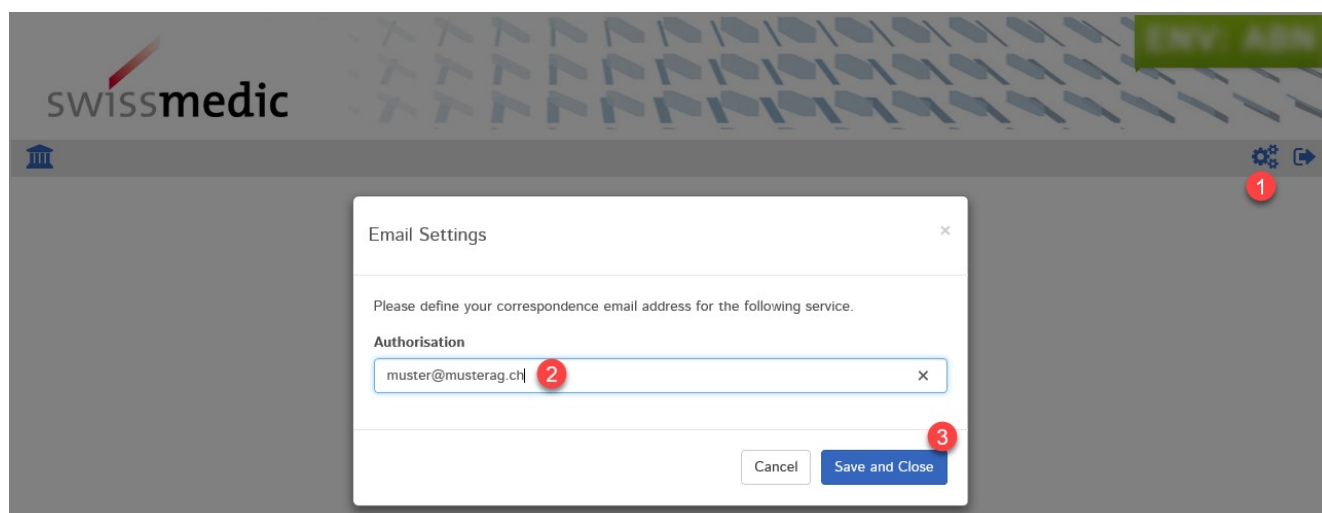 swissmedic
1
Email Settings
×
Please define your correspondence email address for the following service.
Authorisation
muster@musterag.ch 2 ×
3
Cancel Save and Close